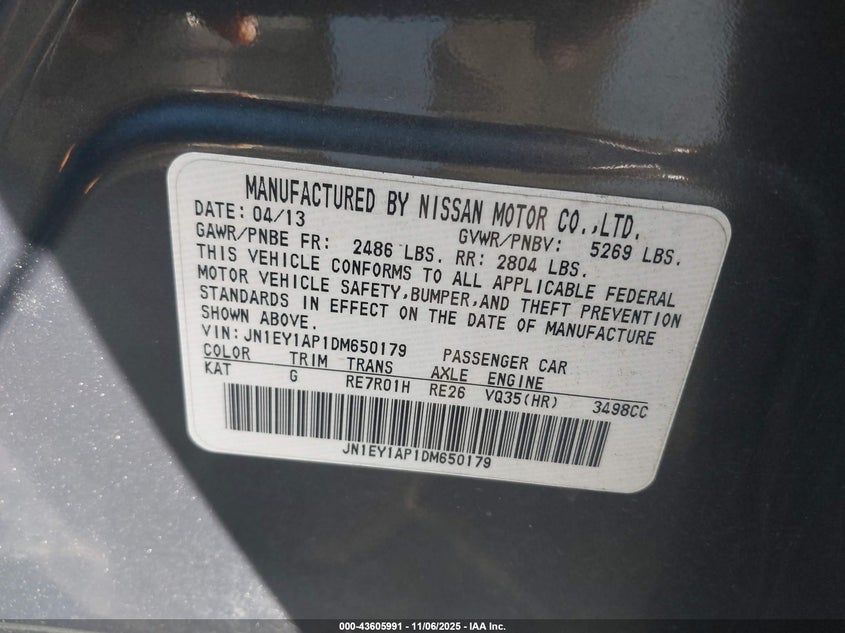 MANUFACTURED BY NISSAN MOTOR CO.,LTD.
DATE: 04/13 GVWR/PNBV: 5269 LBS.
GAWR/PNBE FR: 2486 LBS. RR: 2804 LBS.
THIS VEHICLE CONFORMS TO ALL APPLICABLE FEDERAL
MOTOR VEHICLE SAFETY,BUMPER,AND THEFT PREVENTION
STANDARDS IN EFFECT ON THE DATE OF MANUFACTURE
SHOWN ABOVE.
VIN:JN1EY1AP1DM650179 PASSENGER CAR
COLOR TRIM TRANS AXLE ENGINE
KAT G RE7R01H RE26 VQ35(HR) 3498CC
JN1EY1AP1DM650179
000-43605991 - 11/06/2025 - IAA Inc.